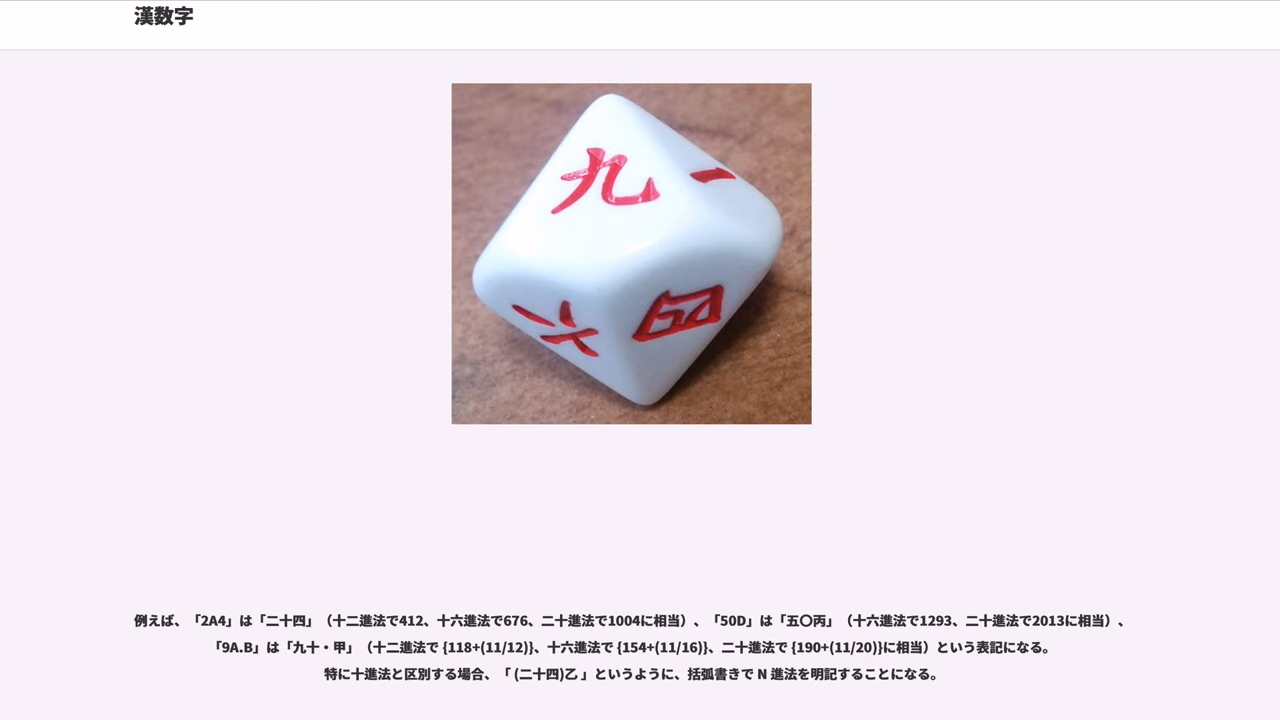 漢数字
九
一
六
四
例えば、「2A4」は「二十四」（十二進法で412、十六進法で676、二十進法で1004に相当）、「50D」は「五〇丙」（十六進法で1293、二十進法で2013に相当）、
「9A.B」は「九十・甲」（十二進法で {118+(11/12)}、十六進法で {154+(11/16)}、二十進法で {190+(11/20)}に相当）という表記になる。
特に十進法と区別する場合、「 (二十四)乙 」というように、括弧書きで N 進法を明記することになる。